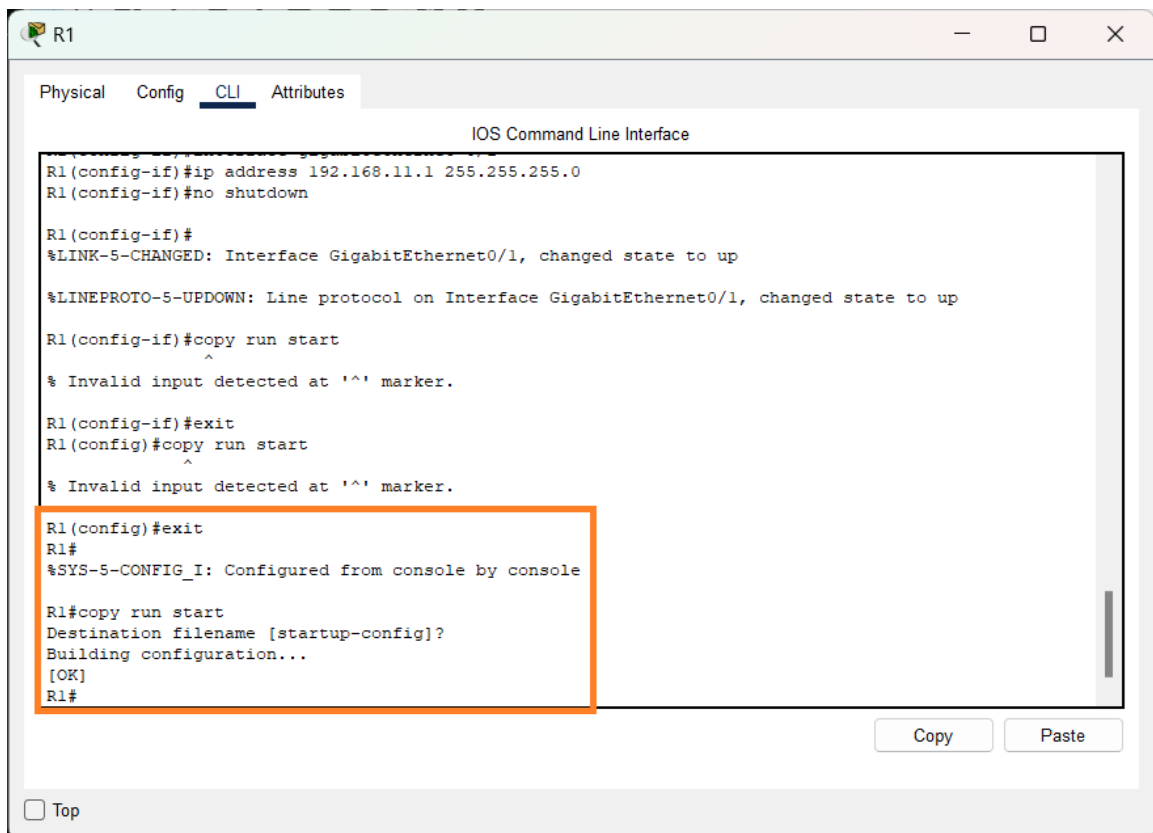 R1
Physical Config CLI Attributes
IOS Command Line Interface
R1(config-if)#ip address 192.168.11.1 255.255.255.0
R1(config-if)#no shutdown
R1(config-if)#
%LINK-5-CHANGED: Interface GigabitEthernet0/1, changed state to up
%LINEPROTO-5-UPDOWN: Line protocol on Interface GigabitEthernet0/1, changed state to up
R1(config-if)#copy run start
^
% Invalid input detected at '^' marker.
R1(config-if)#exit
R1(config)#copy run start
^
% Invalid input detected at '^' marker.
R1(config)#exit
R1#
%SYS-5-CONFIG_I: Configured from console by console
R1#copy run start
Destination filename [startup-config]?
Building configuration...
[OK]
R1#
Copy Paste
Top